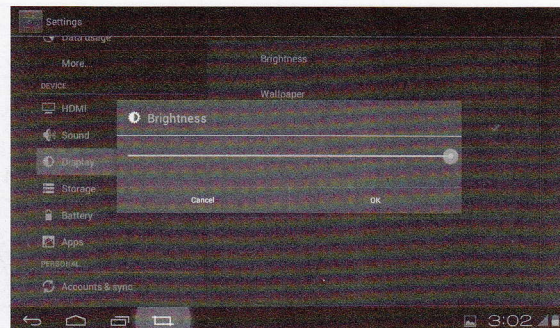 Settings
Data usage
More...
Brightness
DEVICE
Wallpaper
HDMI
Brightness
Sound
Display
Storage
Cancel
OK
Battery
Apps
PERSONAL
Accounts & sync
3:02